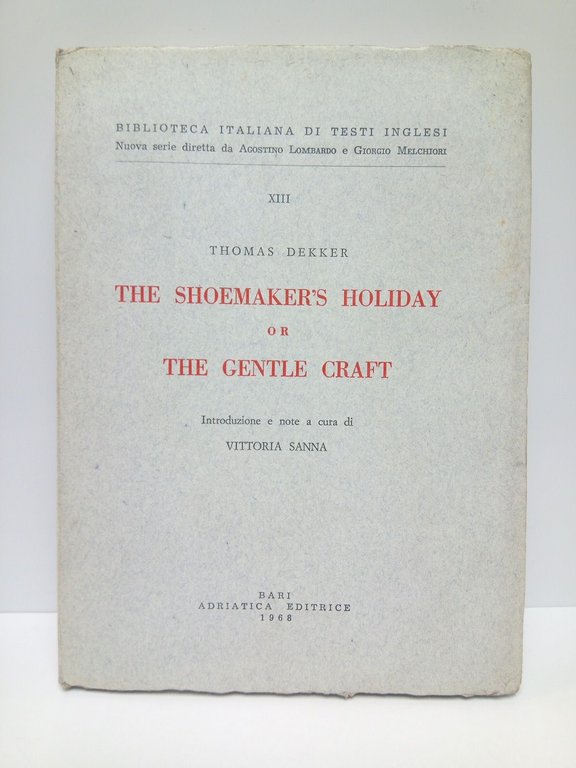 BIBLIOTECA ITALIANA DI TESTI INGLESI
Nuova serie diretta da AGOSTINO LOMBARDO e GIORGIO MELCHIORI
XIII
THOMAS DEKKER
THE SHOEMAKER'S HOLIDAY
OR
THE GENTLE CRAFT
Introduzione e note a cura di
VITTORIA SANNA
BARI
ADRIATICA EDITRICE
1968